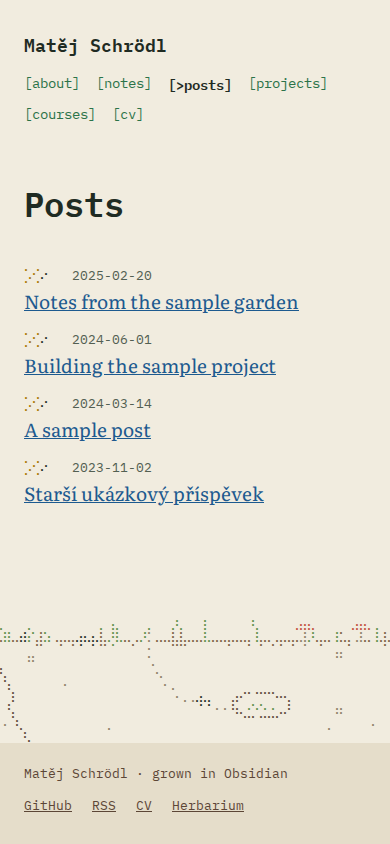 Matěj Schrödl
[about] [notes] [>posts] [projects]
[courses] [cv]
Posts
2025-02-20
Notes from the sample garden
2024-06-01
Building the sample project
2024-03-14
A sample post
2023-11-02
Starší ukázkový příspěvek
Matěj Schrödl · grown in Obsidian
GitHub RSS CV Herbarium